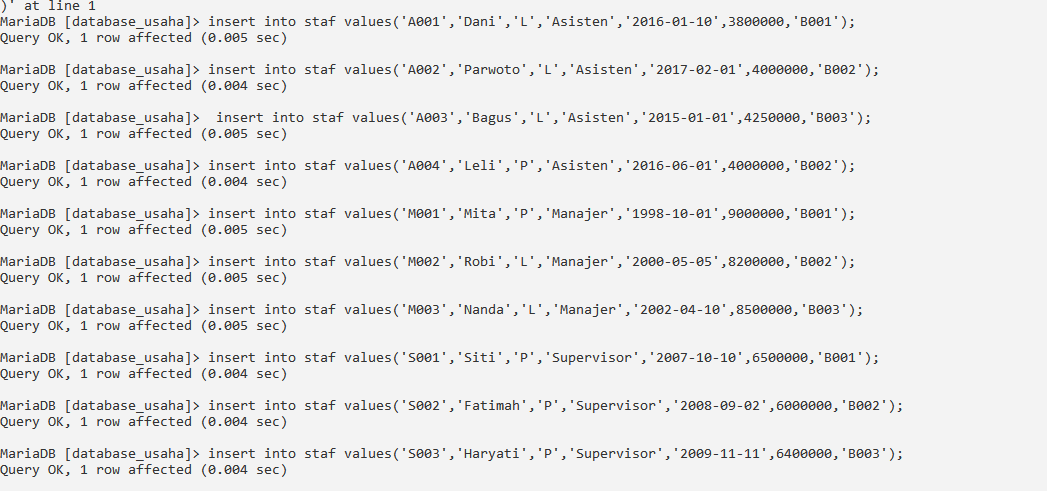 )' at line 1
MariaDB [database_usaha]> insert into staf values('A001','Dani','L','Asisten','2016-01-10',3800000,'B001');
Query OK, 1 row affected (0.005 sec)
MariaDB [database_usaha]> insert into staf values('A002','Parwoto','L','Asisten','2017-02-01',4000000,'B002');
Query OK, 1 row affected (0.004 sec)
MariaDB [database_usaha]>  insert into staf values('A003','Bagus','L','Asisten','2015-01-01',4250000,'B003');
Query OK, 1 row affected (0.005 sec)
MariaDB [database_usaha]> insert into staf values('A004','Leli','P','Asisten','2016-06-01',4000000,'B002');
Query OK, 1 row affected (0.004 sec)
MariaDB [database_usaha]> insert into staf values('M001','Mita','P','Manajer','1998-10-01',9000000,'B001');
Query OK, 1 row affected (0.005 sec)
MariaDB [database_usaha]> insert into staf values('M002','Robi','L','Manajer','2000-05-05',8200000,'B002');
Query OK, 1 row affected (0.005 sec)
MariaDB [database_usaha]> insert into staf values('M003','Nanda','L','Manajer','2002-04-10',8500000,'B003');
Query OK, 1 row affected (0.005 sec)
MariaDB [database_usaha]> insert into staf values('S001','Siti','P','Supervisor','2007-10-10',6500000,'B001');
Query OK, 1 row affected (0.004 sec)
MariaDB [database_usaha]> insert into staf values('S002','Fatimah','P','Supervisor','2008-09-02',6000000,'B002');
Query OK, 1 row affected (0.004 sec)
MariaDB [database_usaha]> insert into staf values('S003','Haryati','P','Supervisor','2009-11-11',6400000,'B003');
Query OK, 1 row affected (0.004 sec)